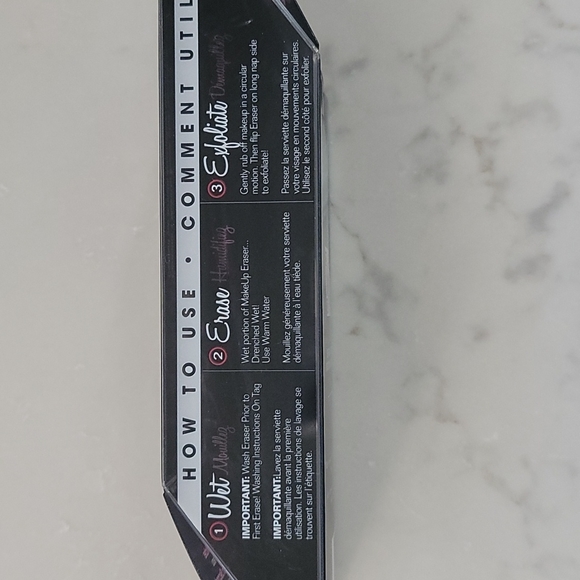 HOW TO USE • COMMENT UTIL
1 Wet Mouillez
IMPORTANT: Wash Eraser Prior to
First Erase! Washing Instructions On Tag
IMPORTANT:Lavez la serviette
démaquillante avant la première
utilisation. Les instructions de lavage se
trouvent sur l'étiquette.
2 Erase Humidifiez
Wet portion of MakeUp Eraser...
Drenched Wet!
Use Warm Water
Mouillez généreusement votre serviette
démaquillante à l'eau tiède.
3 Exfoliate Démaquillez
Gently rub off makeup in a circular
motion. Then flip Eraser on long nap side
to exfoliate!
Passez la serviette démaquillante sur
votre visage en mouvements circulaires.
Utilisez le second côté pour exfolier.